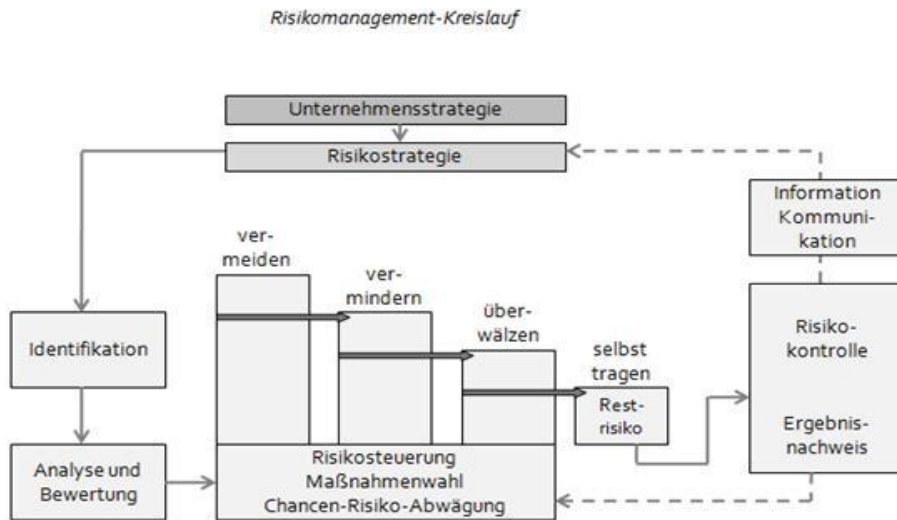 Risikomanagement-Kreislauf
Unternehmensstrategie
Risikostrategie
Information
Kommuni-
kation
ver-
meiden
ver-
mindern
über-
wälzen
selbst
tragen
Identifikation
Rest-
risiko
Risiko-
kontrolle
Ergebnis-
nachweis
Analyse und
Bewertung
Risikosteuerung
Maßnahmenwahl
Chancen-Risiko-Abwägung